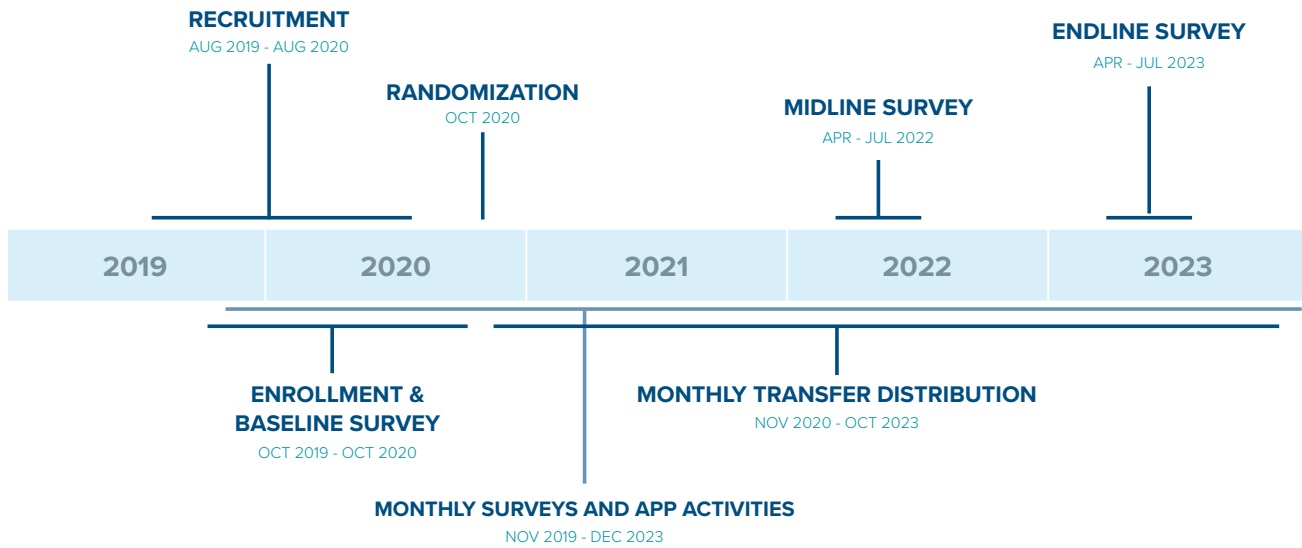 RECRUITMENT
AUG 2019 - AUG 2020
RANDOMIZATION
OCT 2020
MIDLINE SURVEY
APR - JUL 2022
ENDLINE SURVEY
APR - JUL 2023
2019
2020
2021
2022
2023
ENROLLMENT &
BASELINE SURVEY
OCT 2019 - OCT 2020
MONTHLY TRANSFER DISTRIBUTION
NOV 2020 - OCT 2023
MONTHLY SURVEYS AND APP ACTIVITIES
NOV 2019 - DEC 2023